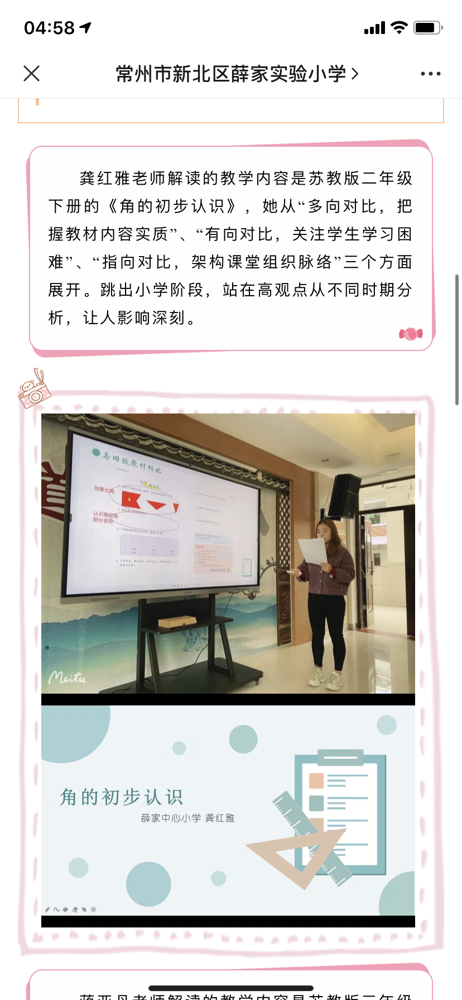 04:58
常州市新北区薛家实验小学
龚红雅老师解读的教学内容是苏教版二年级
下册的《角的初步认识》，她从“多向对比，把
握教材内容实质”、“有向对比，关注学生学习困
难”、“指向对比，架构课堂组织脉络”三个方面
展开。跳出小学阶段，站在高观点从不同时期分
析，让人影响深刻。
与旧版教材相比
抽象出角
认识角的各
部分名称
Meitu
角的初步认识
薛家中心小学 龚红雅